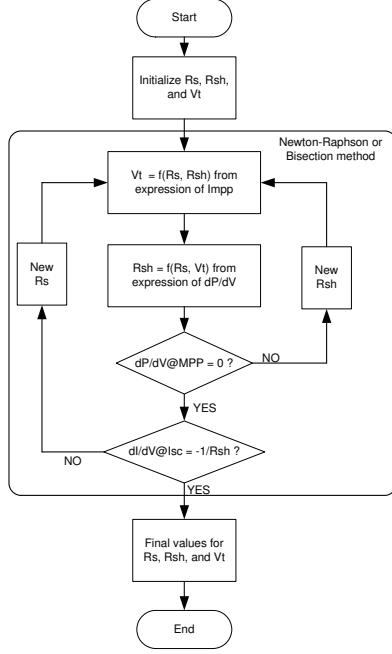 Start
Initialize Rs, Rsh,
and Vt
Newton-Raphson or
Bisection method
Vt = f(Rs, Rsh) from
expression of Impp
New
Rs
Rsh = f(Rs, Vt) from
expression of dP/dV
New
Rsh
dP/dV@MPP = 0 ?
NO
YES
dI/dV@Isc = -1/Rsh ?
NO
YES
Final values for
Rs, Rsh, and Vt
End